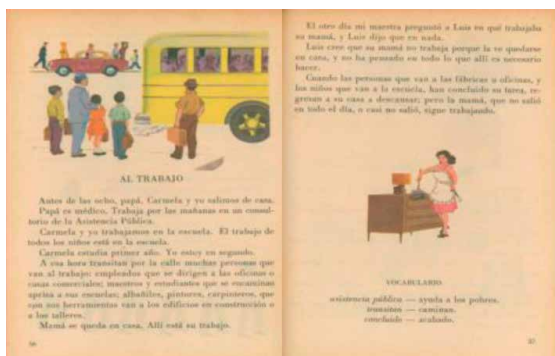 AL TRABAJO
Antes de las ocho, papá, Carmela y yo salimos de casa.
Papá es médico. Trabaja por las mañanas en un consul-
torio de la Asistencia Pública.
Carmela y yo trabajamos en la escuela. El trabajo de
todos los niños está en la escuela.
Carmela estudia primer año. Yo estoy en segundo.
A esa hora transitan por la calle muchas personas que
van al trabajo: empleados que se dirigen a las oficinas o
casas comerciales; maestros y estudiantes que se encaminan
aprisa a sus escuelas; albañiles, pintores, carpinteros, que
con sus herramientas van a los edificios en construcción o
a los talleres.
Mamá se queda en casa. Allí está su trabajo.
El otro día mi maestra preguntó a Luis en qué trabajaba
su mamá, y Luis dijo que en nada.
Luis cree que su mamá no trabaja porque la ve quedarse
en casa, y no ha pensado en todo lo que allí es necesario
hacer.
Cuando las personas que van a las fábricas u oficinas, y
los niños que van a la escuela, han concluido su tarea, re-
gresan a su casa a descansar; pero la mamá, que no salió
en todo el día, o casi no salió, sigue trabajando.
VOCABULARIO
asistencia pública — ayuda a los pobres.
— caminan.
concluido — acabado.